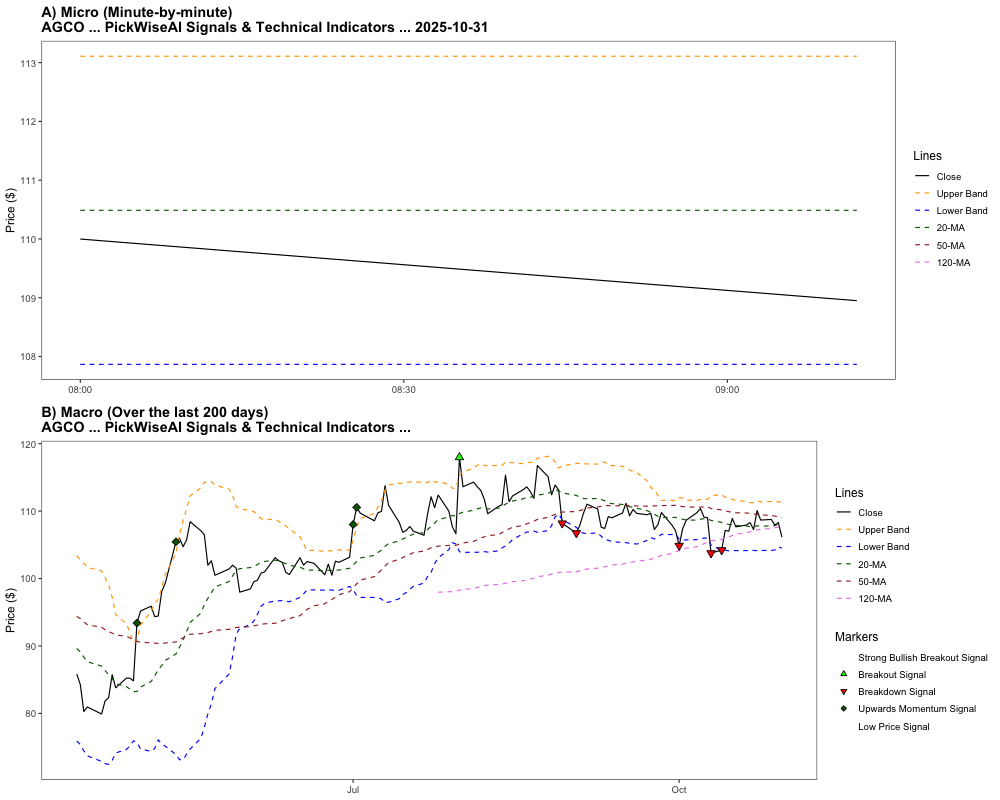 A) Micro (Minute-by-minute)
AGCO ... PickWiseAI Signals & Technical Indicators ... 2025-10-31
113
112
111
110
109
108
Price ($)
08:00
08:30
09:00
Lines
Close
Upper Band
Lower Band
20-MA
50-MA
120-MA
B) Macro (Over the last 200 days)
AGCO ... PickWiseAI Signals & Technical Indicators ...
120
110
100
90
80
Price ($)
Jul
Oct
Lines
Close
Upper Band
Lower Band
20-MA
50-MA
120-MA
Markers
Strong Bullish Breakout Signal
Breakout Signal
Breakdown Signal
Upwards Momentum Signal
Low Price Signal